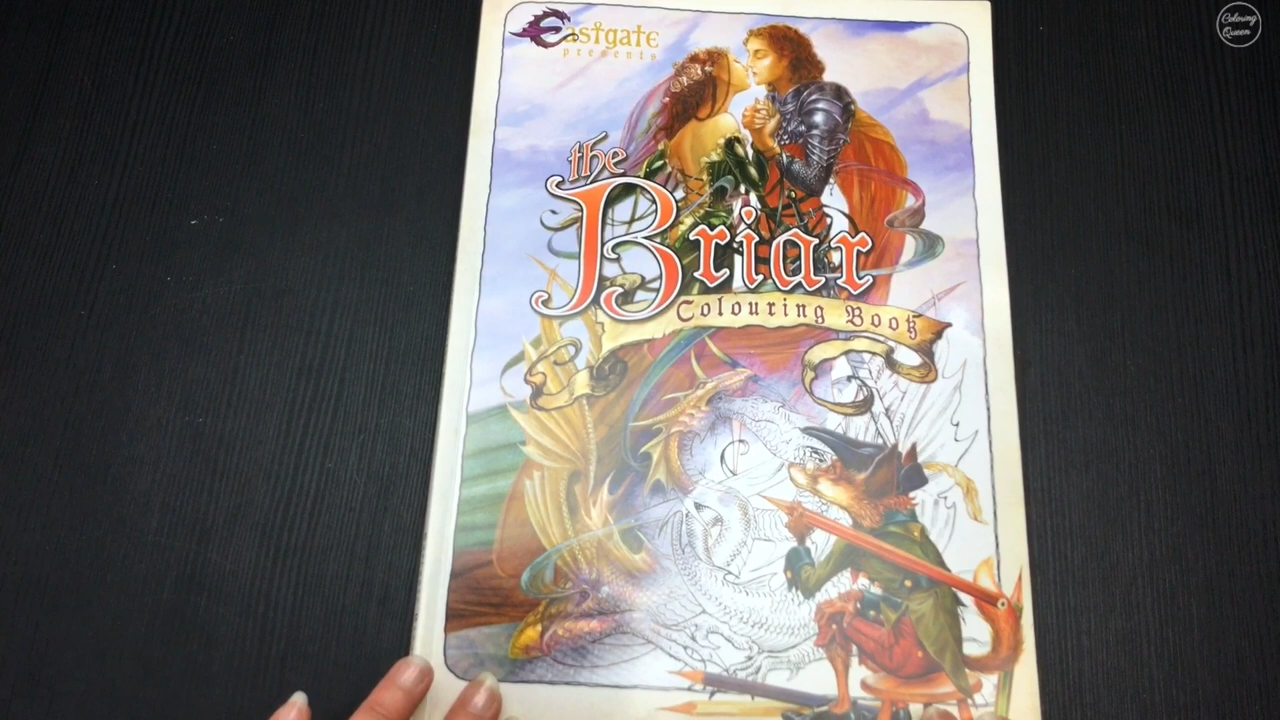 Eastgate
presents
the
Briar
Colouring Book
Coloring
Queen